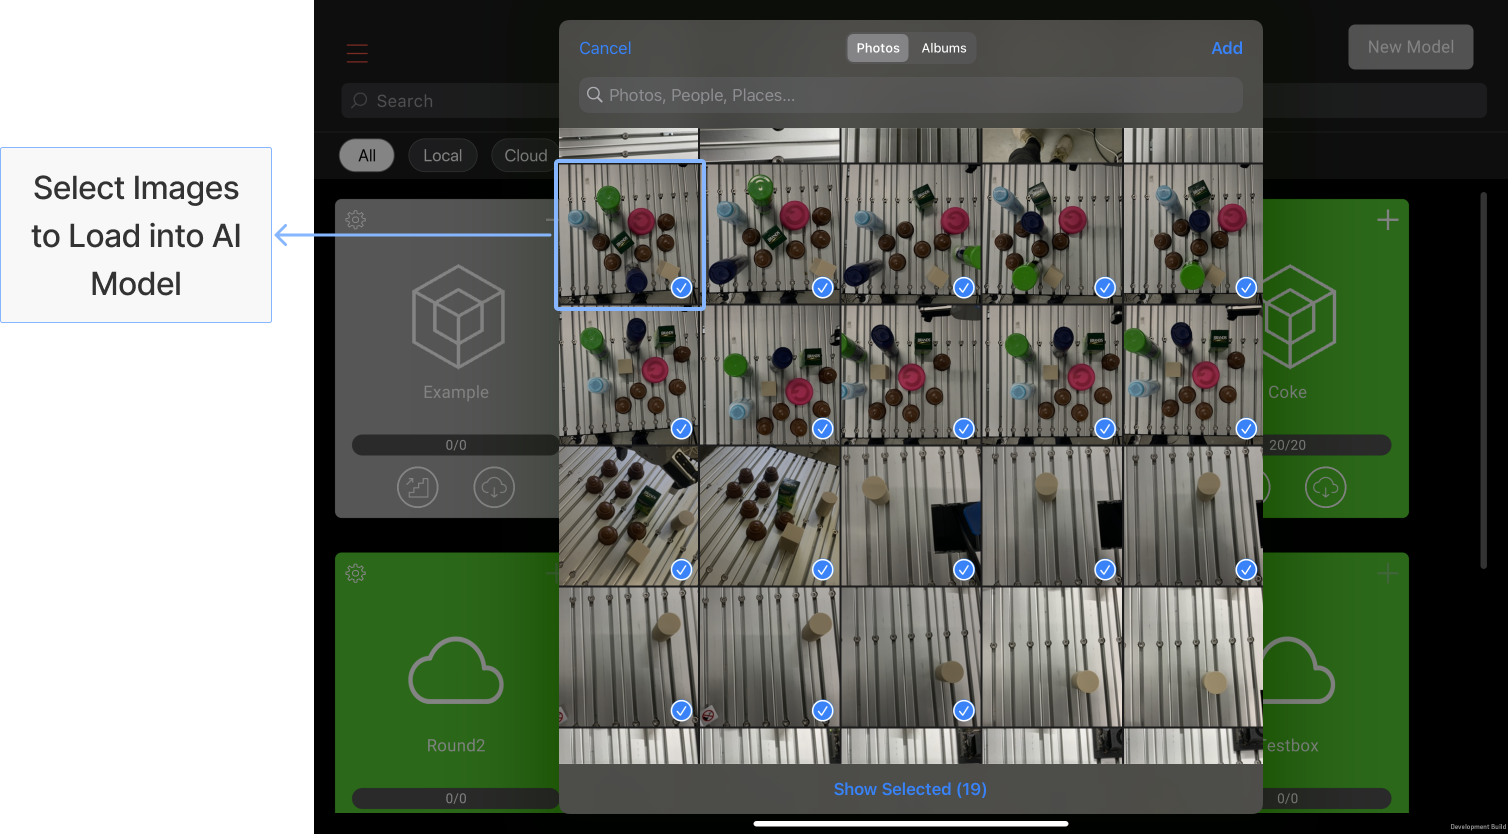 Select Images
to Load into AI
Model
Cancel
Photos
Albums
Add
New Model
Search
Photos, People, Places...
All
Local
Cloud
Example
0/0
Coke
20/20
Round2
0/0
Testbox
0/0
Show Selected (19)
Development Build